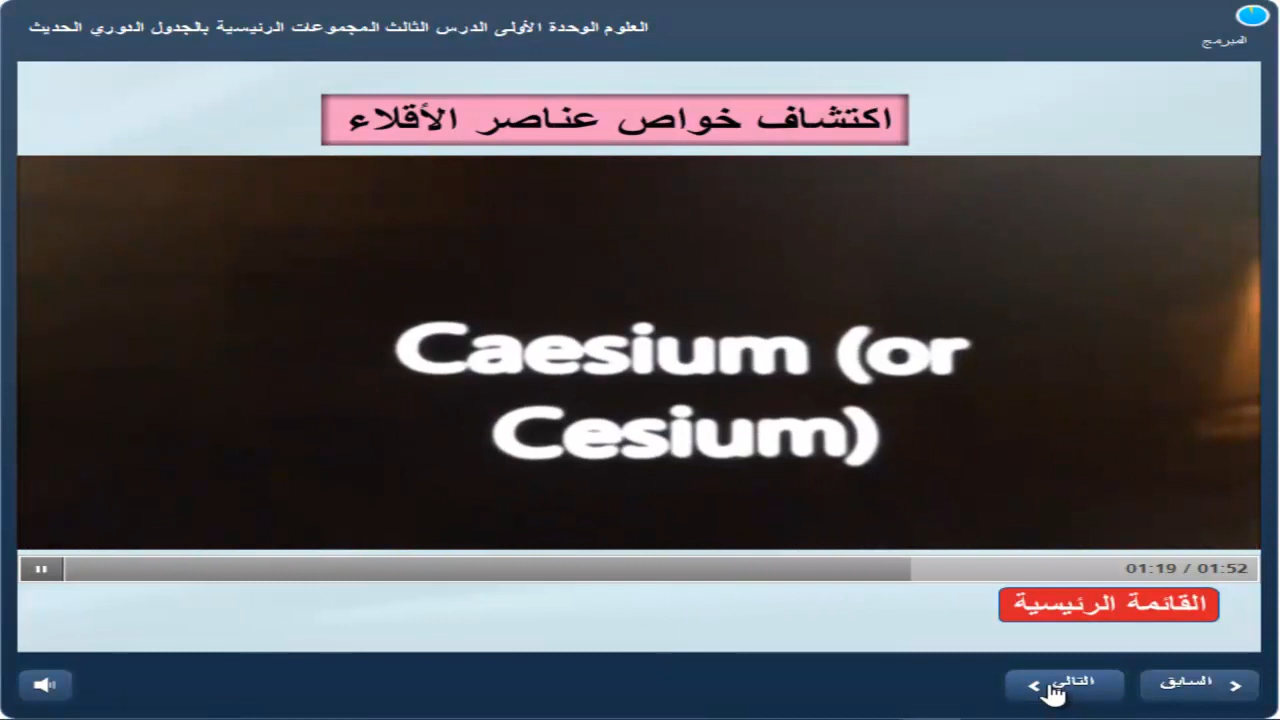 العلوم الوحدة الأولى الدرس الثالث المجموعات الرئيسية بالجدول الدوري الحديث
المبرمج
اكتشاف خواص عناصر الأقلاء
Caesium (or
Cesium)
01:19 / 01:52
القائمة الرئيسية
السابق
التالي